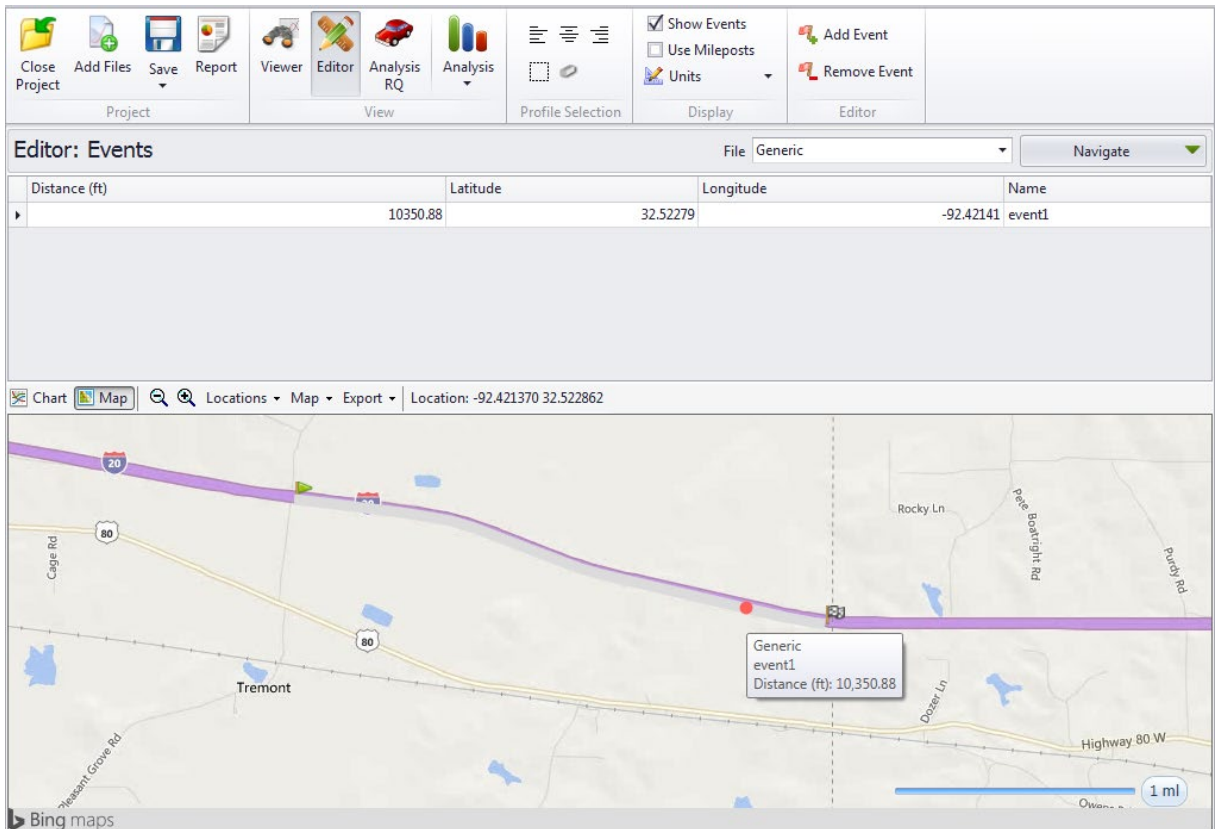 Close Project
Add Files
Save
Report
Project
Viewer
Editor
Analysis RQ
Analysis
View
Profile Selection
Show Events
Use Mileposts
Units
Display
Add Event
Remove Event
Editor
Editor: Events
File Generic
Navigate
Distance (ft) Latitude Longitude Name
10350.88 32.52279 -92.42141 event1
Chart Map Locations Map Export Location: -92.421370 32.522862
20
80
Cage Rd
Rocky Ln
Pete Boatright Rd
Purdy Rd
80
Generic
event1
Distance (ft): 10,350.88
Tremont
Dozer Ln
Highway 80 W
Pleasant Grove Rd
1 ml
Bing maps